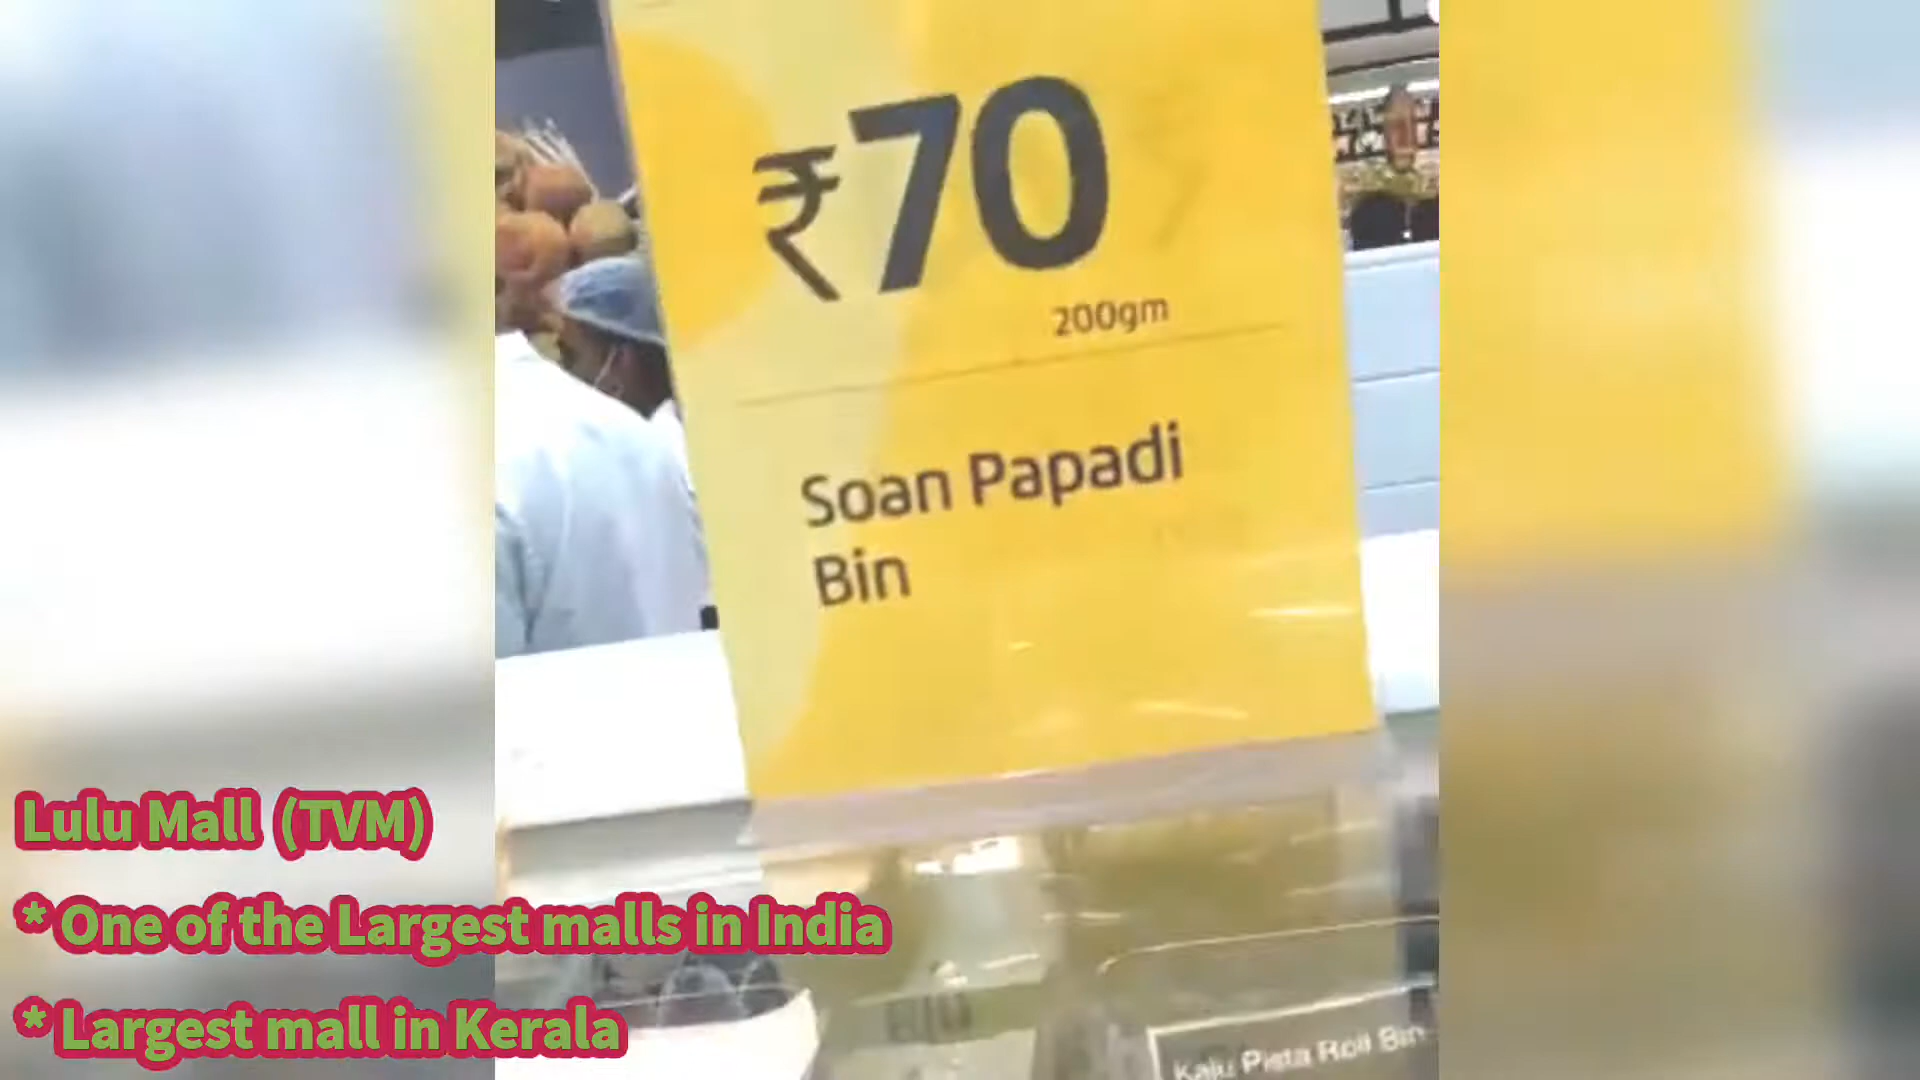 ₹70
200gm
Soan Papadi
Bin
Kaju Pista Roll Bin
Lulu Mall (TVM)
* One of the Largest malls in India
* Largest mall in Kerala